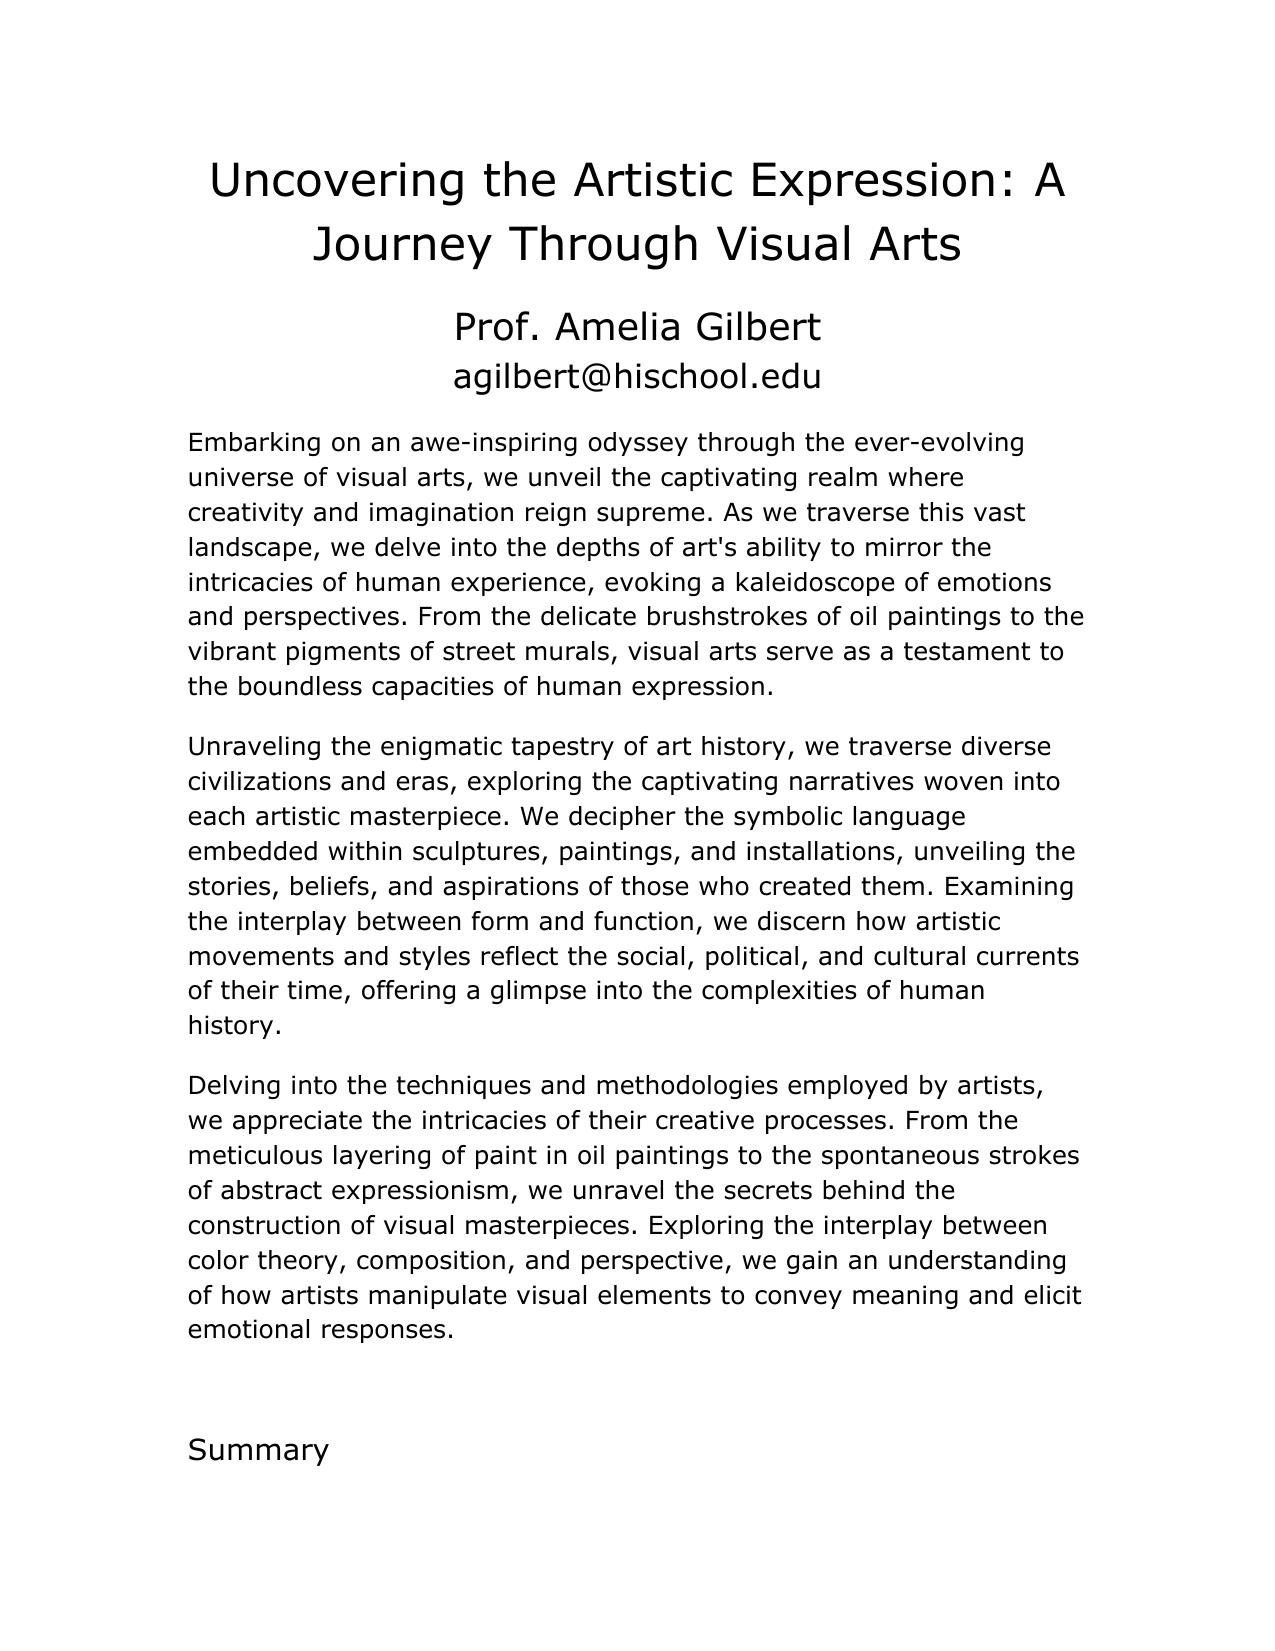 Uncovering the Artistic Expression: A
Journey Through Visual Arts
Prof. Amelia Gilbert
agilbert@hischool.edu
Embarking on an awe-inspiring odyssey through the ever-evolving
universe of visual arts, we unveil the captivating realm where
creativity and imagination reign supreme. As we traverse this vast
landscape, we delve into the depths of art's ability to mirror the
intricacies of human experience, evoking a kaleidoscope of emotions
and perspectives. From the delicate brushstrokes of oil paintings to the
vibrant pigments of street murals, visual arts serve as a testament to
the boundless capacities of human expression.
Unraveling the enigmatic tapestry of art history, we traverse diverse
civilizations and eras, exploring the captivating narratives woven into
each artistic masterpiece. We decipher the symbolic language
embedded within sculptures, paintings, and installations, unveiling the
stories, beliefs, and aspirations of those who created them. Examining
the interplay between form and function, we discern how artistic
movements and styles reflect the social, political, and cultural currents
of their time, offering a glimpse into the complexities of human
history.
Delving into the techniques and methodologies employed by artists,
we appreciate the intricacies of their creative processes. From the
meticulous layering of paint in oil paintings to the spontaneous strokes
of abstract expressionism, we unravel the secrets behind the
construction of visual masterpieces. Exploring the interplay between
color theory, composition, and perspective, we gain an understanding
of how artists manipulate visual elements to convey meaning and elicit
emotional responses.
Summary